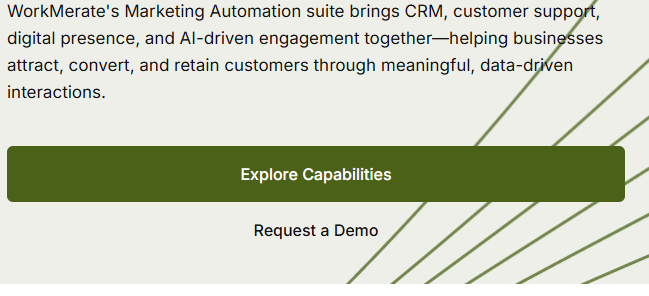 WorkMerate's Marketing Automation suite brings CRM, customer support,
digital presence, and AI-driven engagement together—helping businesses
attract, convert, and retain customers through meaningful, data-driven
interactions.
Explore Capabilities
Request a Demo